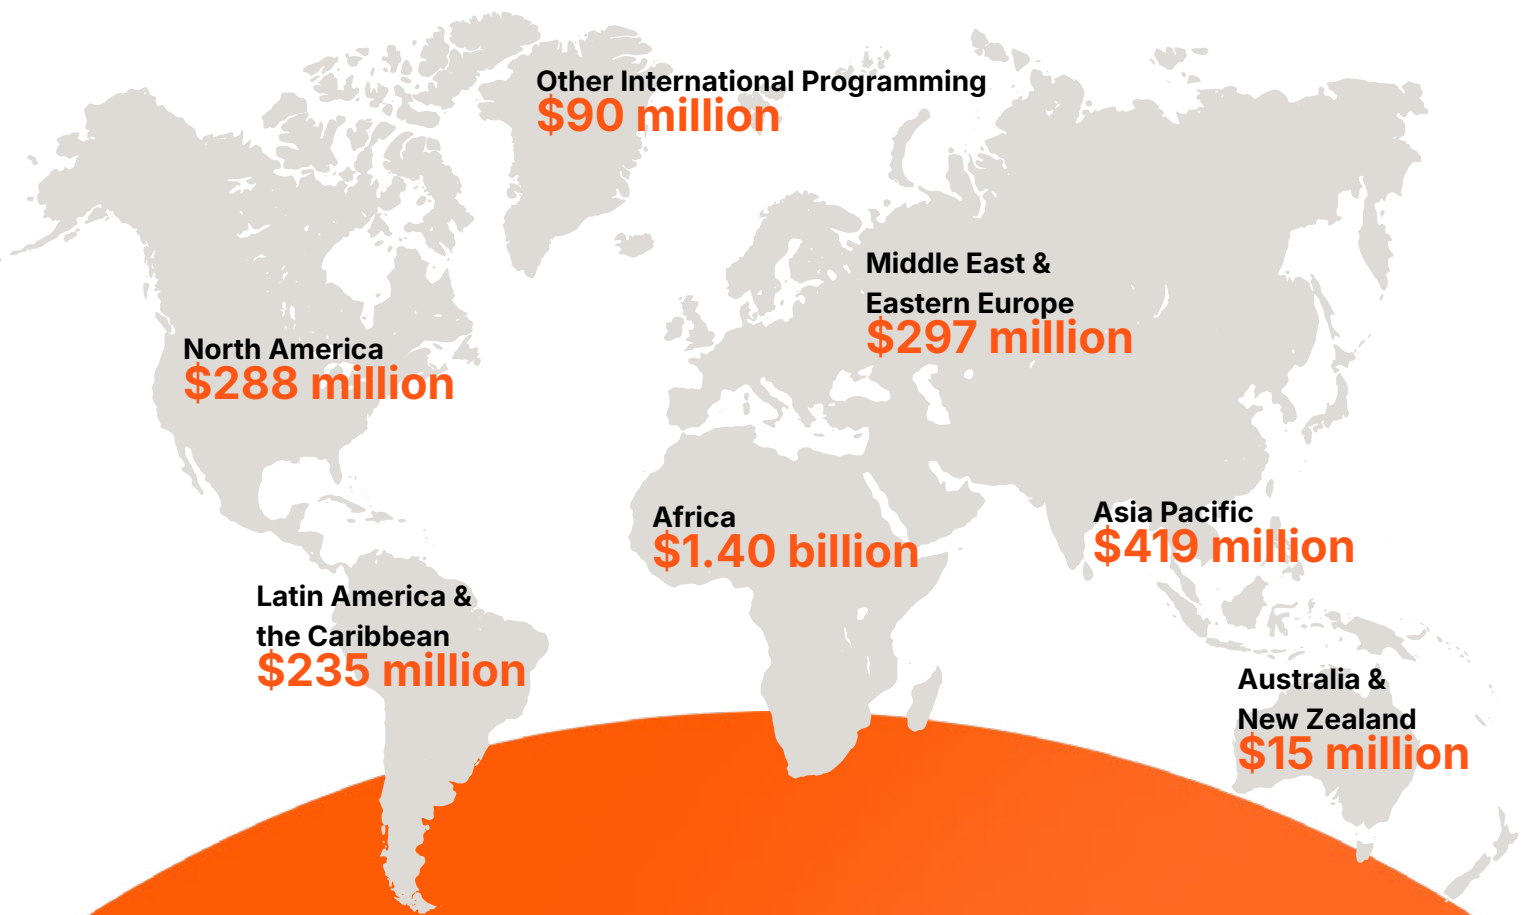 Other International Programming
$90 million
Middle East &
Eastern Europe
$297 million
North America
$288 million
Africa
$1.40 billion
Asia Pacific
$419 million
Latin America &
the Caribbean
$235 million
Australia &
New Zealand
$15 million